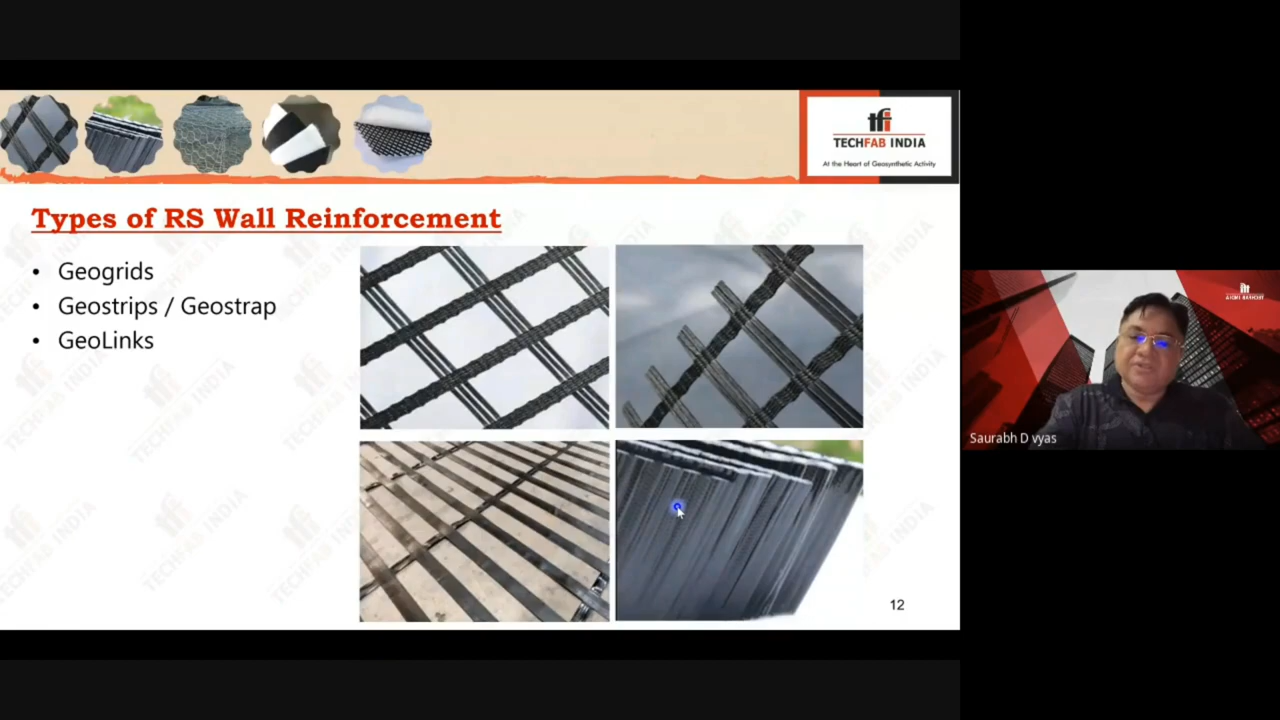 tfi
TECHFAB INDIA
At the Heart of Geosynthetic Activity
Types of RS Wall Reinforcement
• Geogrids
• Geostrips / Geostrap
• GeoLinks
12
Saurabh D vyas